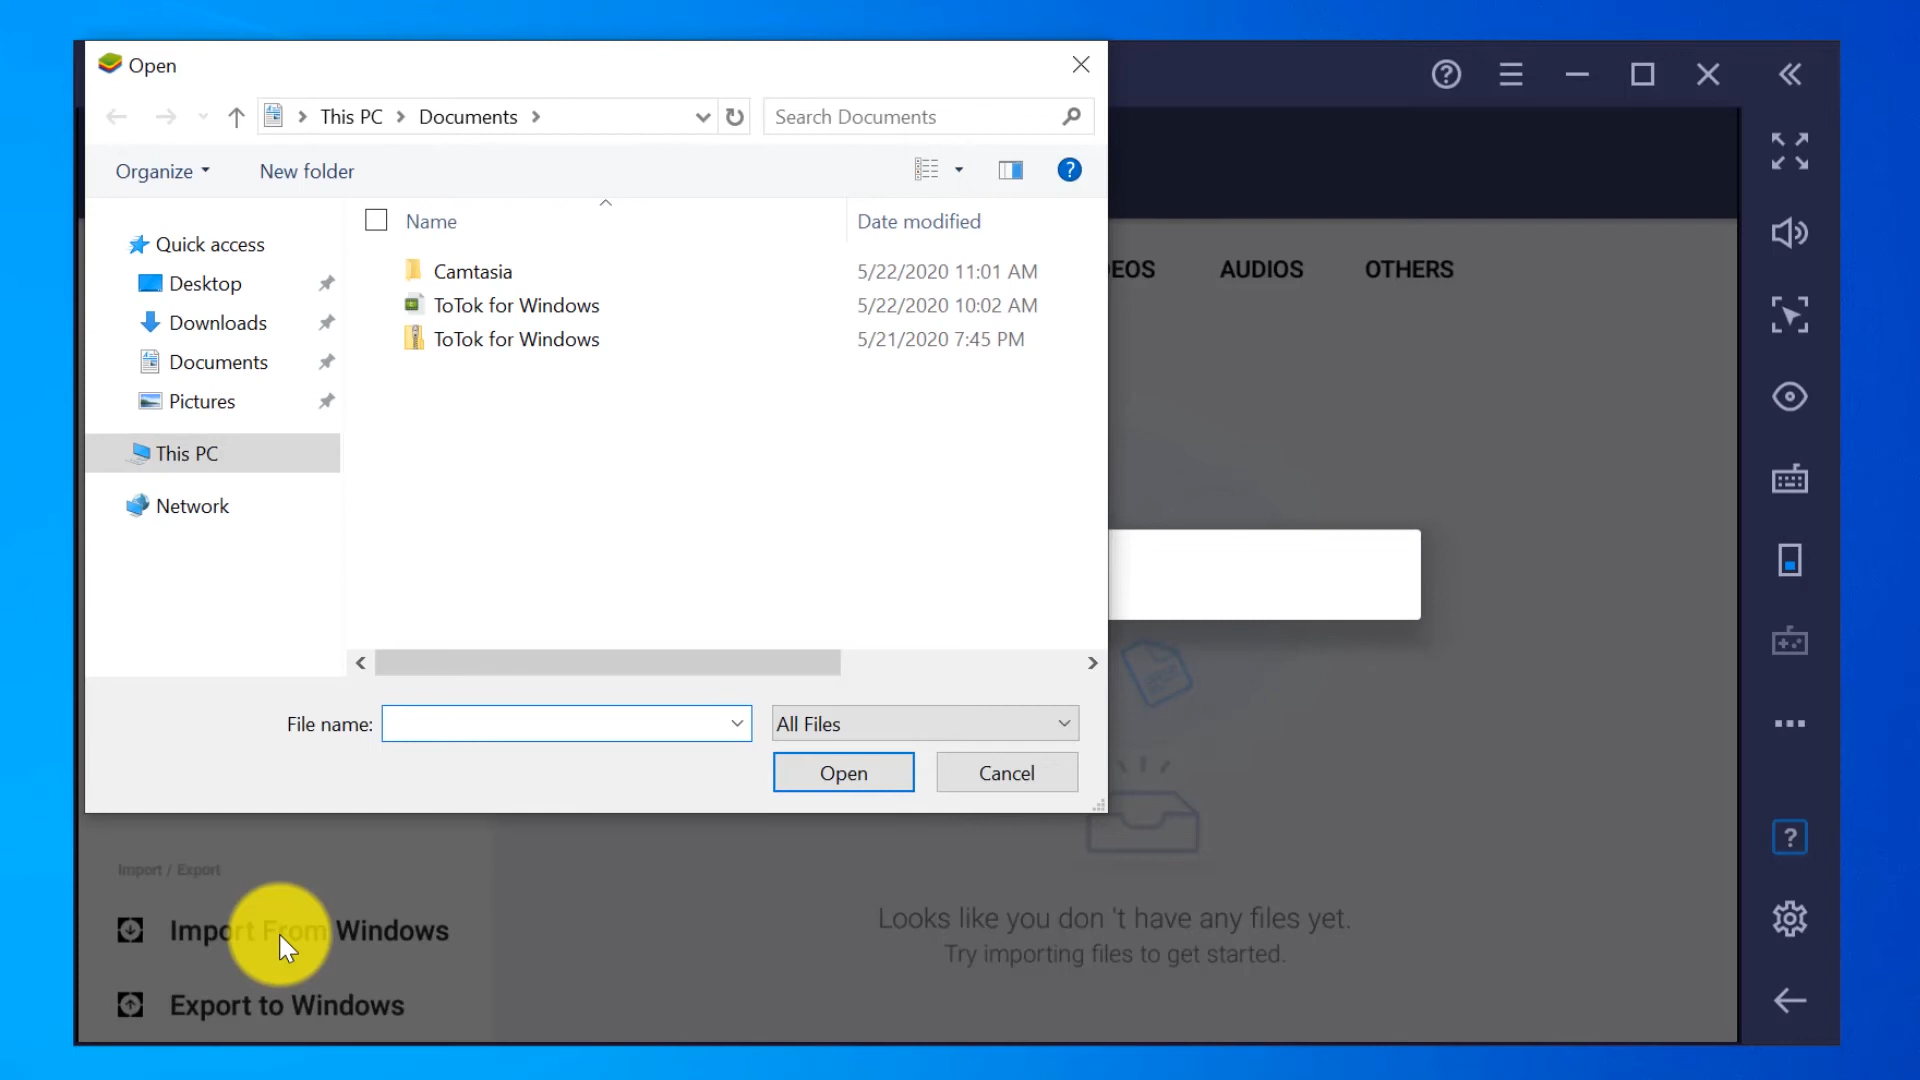 Open
This PC > Documents >
Search Documents
Organize
New folder
Name
Date modified
Quick access
Desktop
Downloads
Documents
Pictures
This PC
Network
Camtasia 5/22/2020 11:01 AM
ToTok for Windows 5/22/2020 10:02 AM
ToTok for Windows 5/21/2020 7:45 PM
EOS AUDIOS OTHERS
File name:
All Files
Open
Cancel
Import / Export
Import From Windows
Export to Windows
Looks like you don 't have any files yet.
Try importing files to get started.